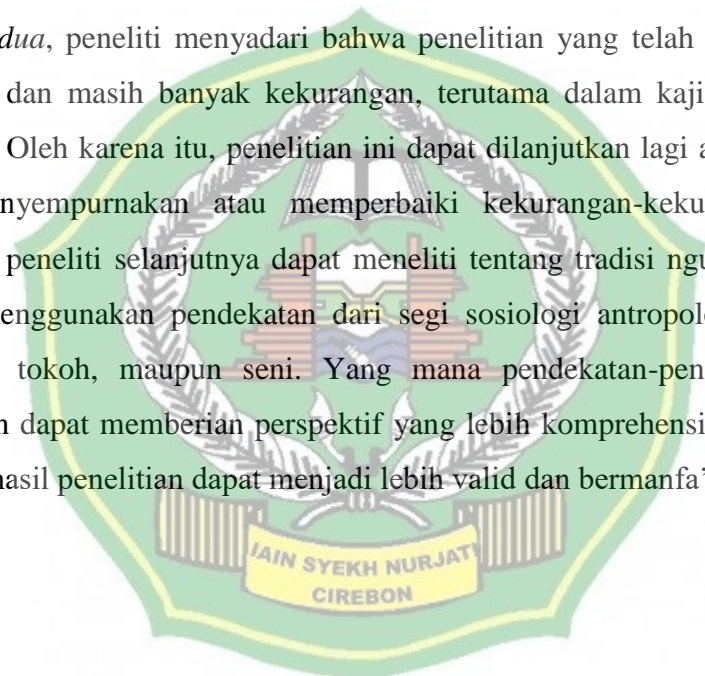 dua, peneliti menyadari bahwa penelitian yang telah
dan masih banyak kekurangan, terutama dalam kaji
Oleh karena itu, penelitian ini dapat dilanjutkan lagi a
nyempurnakan atau memperbaiki kekurangan-keku
peneliti selanjutnya dapat meneliti tentang tradisi ngu
enggunakan pendekatan dari segi sosiologi antropol
tokoh, maupun seni. Yang mana pendekatan-pen
dapat memberian perspektif yang lebih komprehensi
hasil penelitian dapat menjadi lebih valid dan bermanfa’
IAIN SYEKH NURJATI
CIREBON